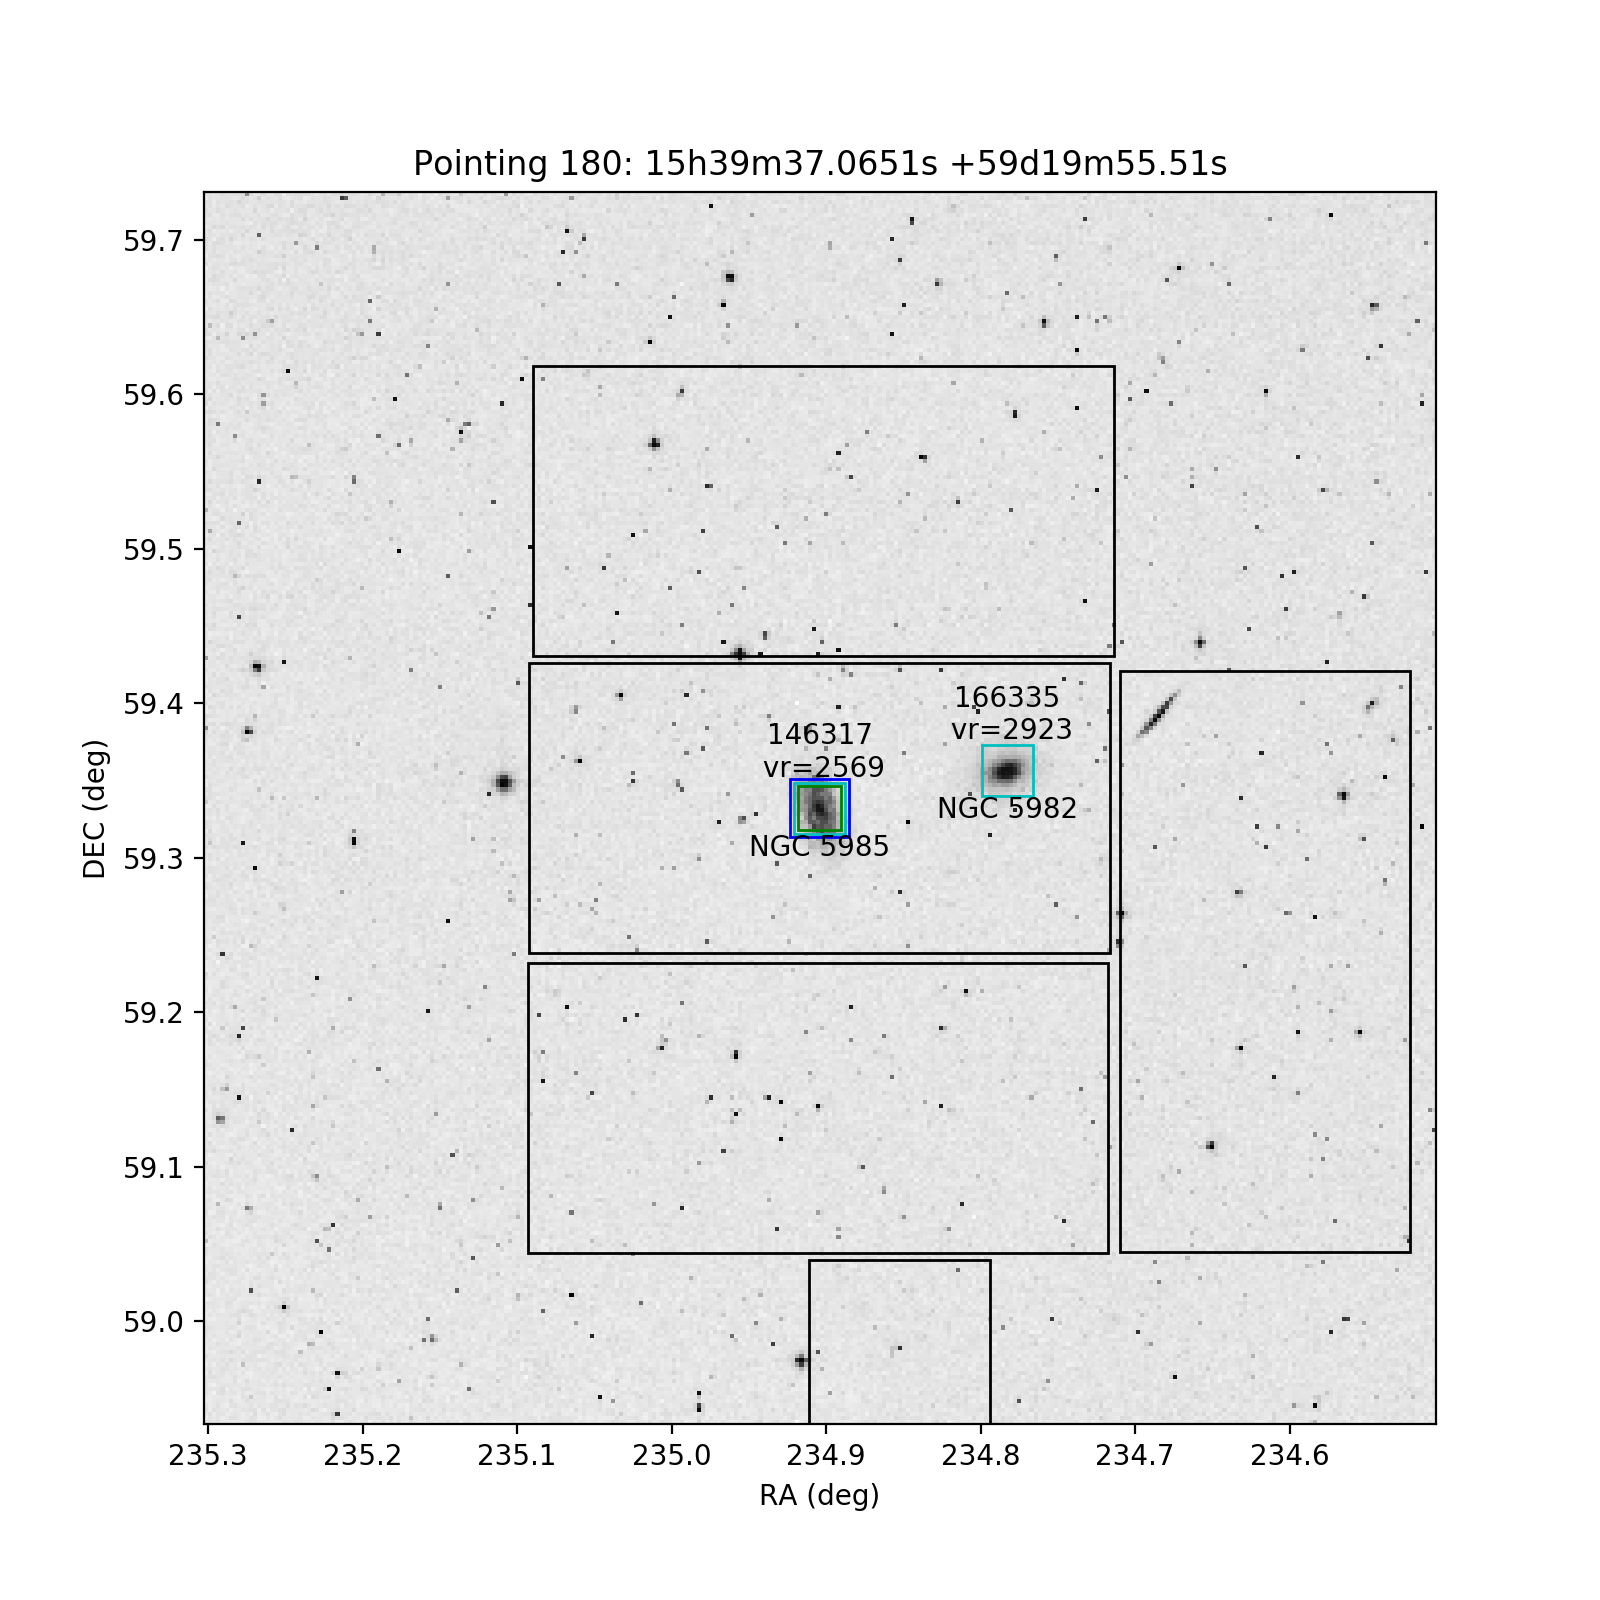 Pointing 180: 15h39m37.0651s +59d19m55.51s
59.7
59.6
59.5
59.4
59.3
59.2
59.1
59.0
DEC (deg)
166335
vr=2923
NGC 5982
146317
vr=2569
NGC 5985
235.3 235.2 235.1 235.0 234.9 234.8 234.7 234.6
RA (deg)